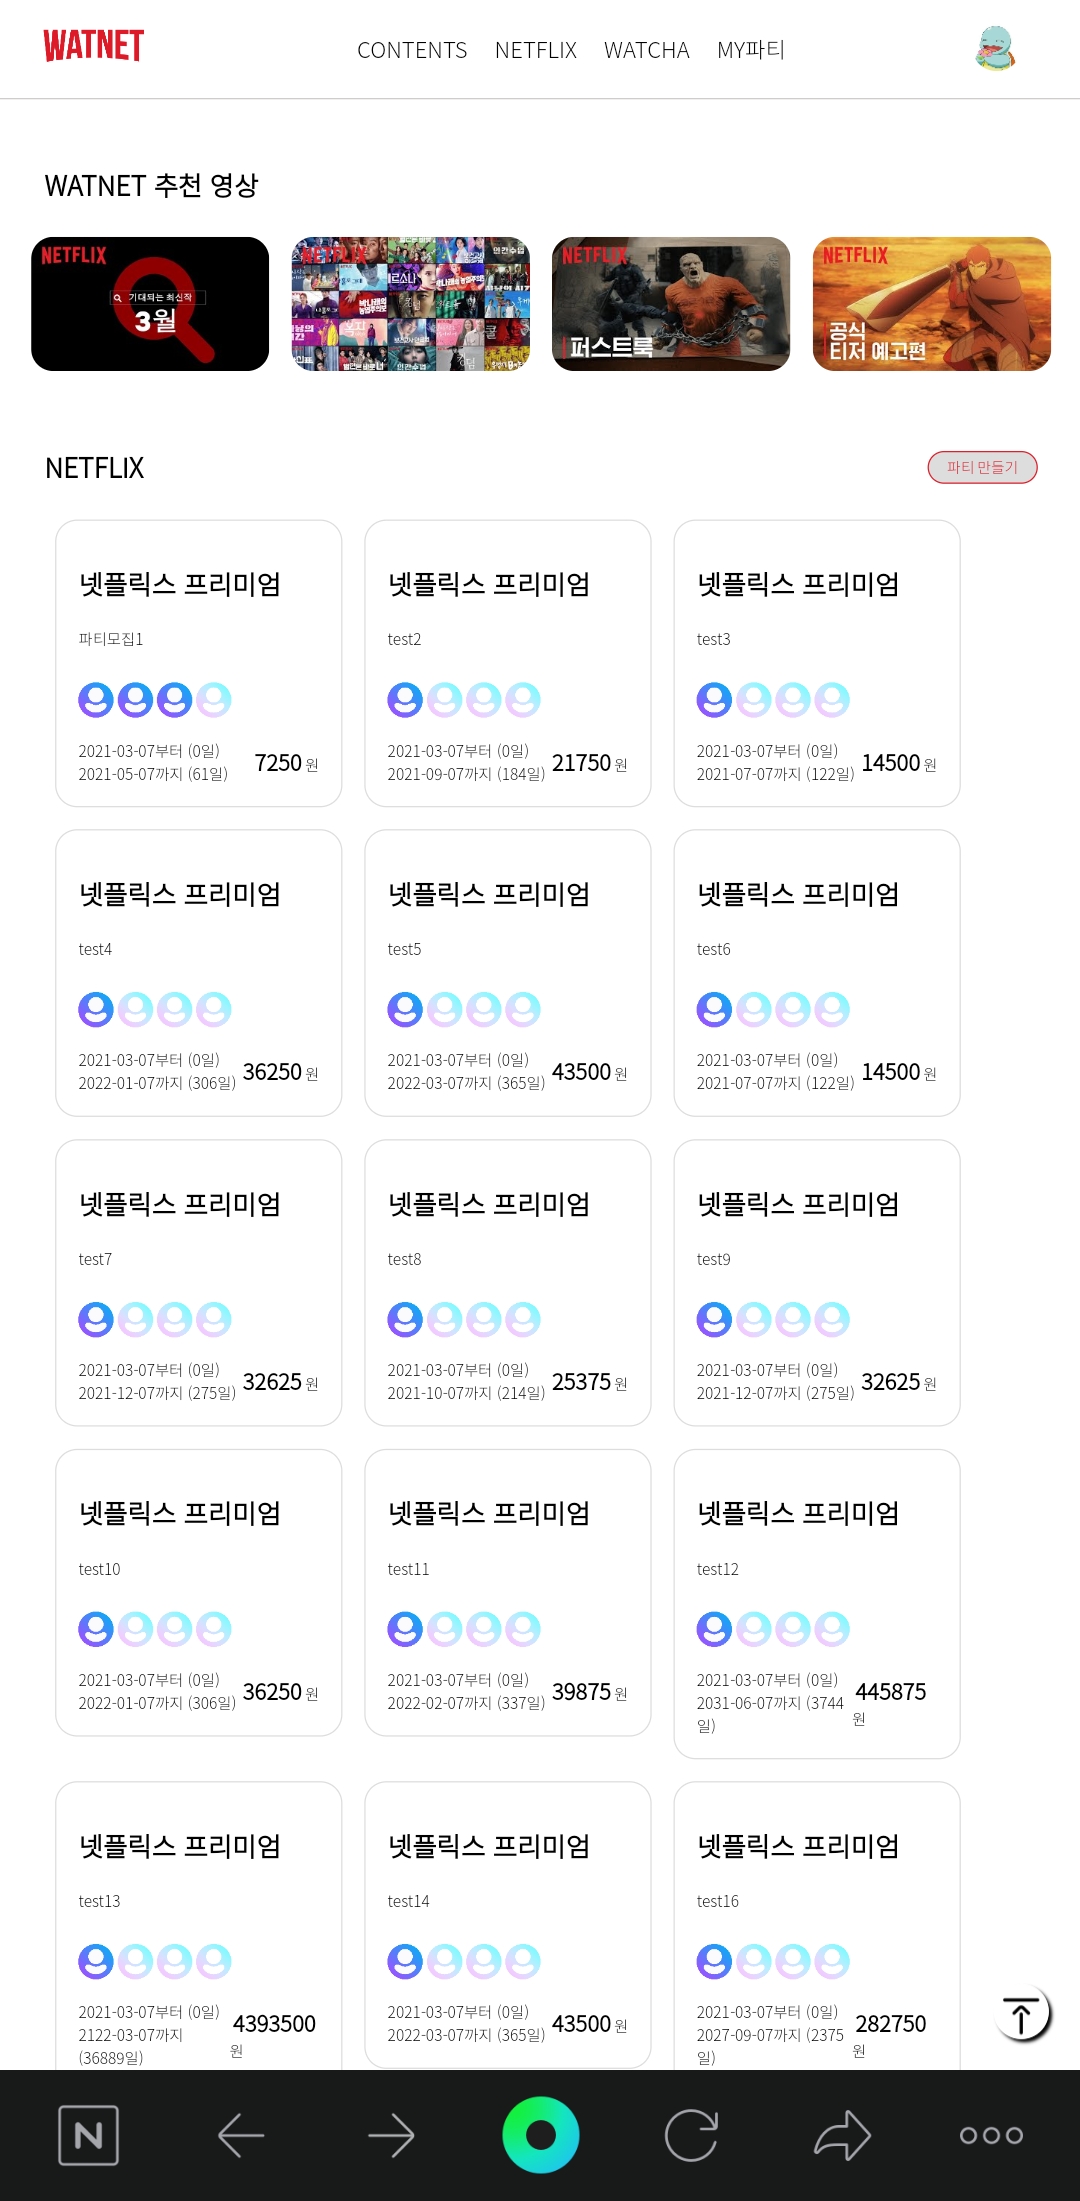 WATNET
CONTENTS NETFLIX WATCHA MY파티
WATNET 추천 영상
NETFLIX
기대되는 최신작
3월
NETFLIX
NETFLIX
퍼스트룩
NETFLIX
공식
티저 예고편
NETFLIX
파티 만들기
넷플릭스 프리미엄
파티모집1
2021-03-07부터 (0일)
2021-05-07까지 (61일)
7250 원
넷플릭스 프리미엄
test2
2021-03-07부터 (0일)
2021-09-07까지 (184일)
21750 원
넷플릭스 프리미엄
test3
2021-03-07부터 (0일)
2021-07-07까지 (122일)
14500 원
넷플릭스 프리미엄
test4
2021-03-07부터 (0일)
2022-01-07까지 (306일)
36250 원
넷플릭스 프리미엄
test5
2021-03-07부터 (0일)
2022-03-07까지 (365일)
43500 원
넷플릭스 프리미엄
test6
2021-03-07부터 (0일)
2021-07-07까지 (122일)
14500 원
넷플릭스 프리미엄
test7
2021-03-07부터 (0일)
2021-12-07까지 (275일)
32625 원
넷플릭스 프리미엄
test8
2021-03-07부터 (0일)
2021-10-07까지 (214일)
25375 원
넷플릭스 프리미엄
test9
2021-03-07부터 (0일)
2021-12-07까지 (275일)
32625 원
넷플릭스 프리미엄
test10
2021-03-07부터 (0일)
2022-01-07까지 (306일)
36250 원
넷플릭스 프리미엄
test11
2021-03-07부터 (0일)
2022-02-07까지 (337일)
39875 원
넷플릭스 프리미엄
test12
2021-03-07부터 (0일)
2031-06-07까지 (3744
일)
445875
원
넷플릭스 프리미엄
test13
2021-03-07부터 (0일)
2122-03-07까지
(36889일)
4393500
원
넷플릭스 프리미엄
test14
2021-03-07부터 (0일)
2022-03-07까지 (365일)
43500 원
넷플릭스 프리미엄
test16
2021-03-07부터 (0일)
2027-09-07까지 (2375
일)
282750
원
N